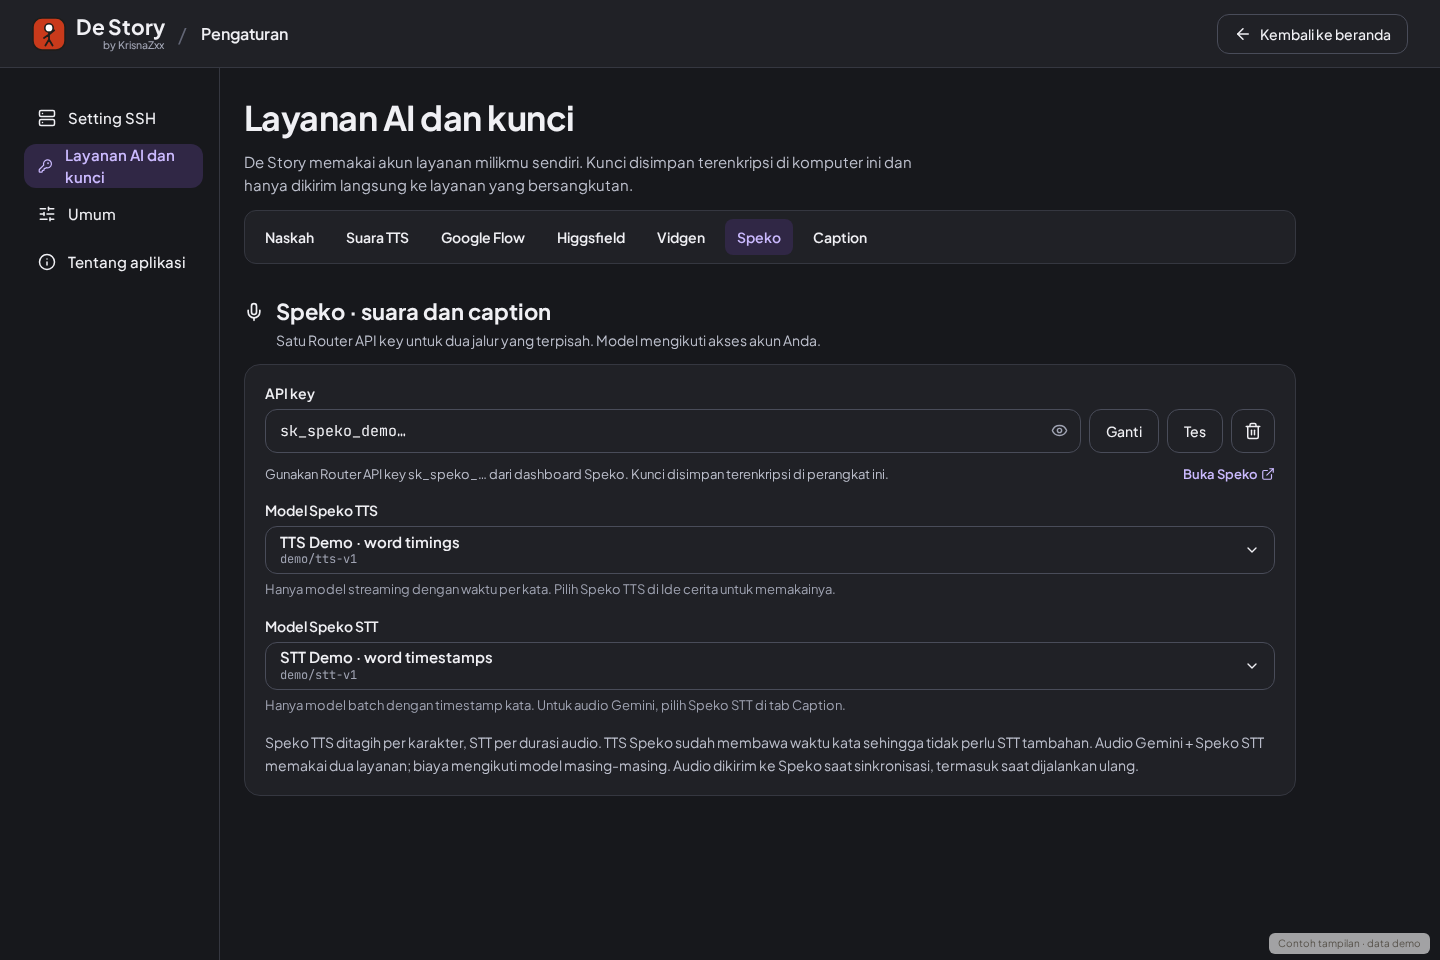 De Story
by KrisnaZxx
/
Pengaturan
Kembali ke beranda
Setting SSH
Layanan AI dan
kunci
Umum
Tentang aplikasi
Layanan AI dan kunci
De Story memakai akun layanan milikmu sendiri. Kunci disimpan terenkripsi di komputer ini dan
hanya dikirim langsung ke layanan yang bersangkutan.
Naskah Suara TTS Google Flow Higgsfield Vidgen Speko Caption
Speko · suara dan caption
Satu Router API key untuk dua jalur yang terpisah. Model mengikuti akses akun Anda.
API key
sk_speko_demo…
Ganti
Tes
Gunakan Router API key sk_speko_… dari dashboard Speko. Kunci disimpan terenkripsi di perangkat ini.
Buka Speko
Model Speko TTS
TTS Demo · word timings
demo/tts-v1
Hanya model streaming dengan waktu per kata. Pilih Speko TTS di Ide cerita untuk memakainya.
Model Speko STT
STT Demo · word timestamps
demo/stt-v1
Hanya model batch dengan timestamp kata. Untuk audio Gemini, pilih Speko STT di tab Caption.
Speko TTS ditagih per karakter, STT per durasi audio. TTS Speko sudah membawa waktu kata sehingga tidak perlu STT tambahan. Audio Gemini + Speko STT
memakai dua layanan; biaya mengikuti model masing-masing. Audio dikirim ke Speko saat sinkronisasi, termasuk saat dijalankan ulang.
Contoh tampilan · data demo